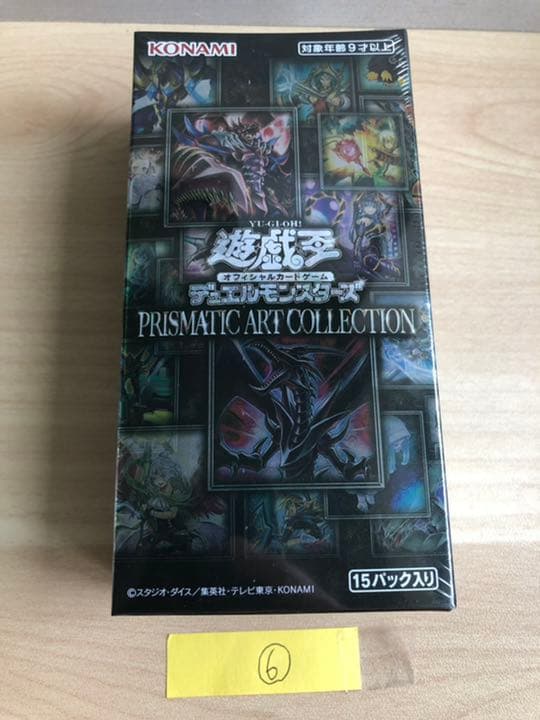 KONAMI
対象年齢9才以上
YU-GI-OH!
遊戯王
オフィシャルカードゲーム
デュエルモンスターズ
PRISMATIC ART COLLECTION
15パック入り
©スタジオ・ダイス/集英社・テレビ東京・KONAMI
⑥